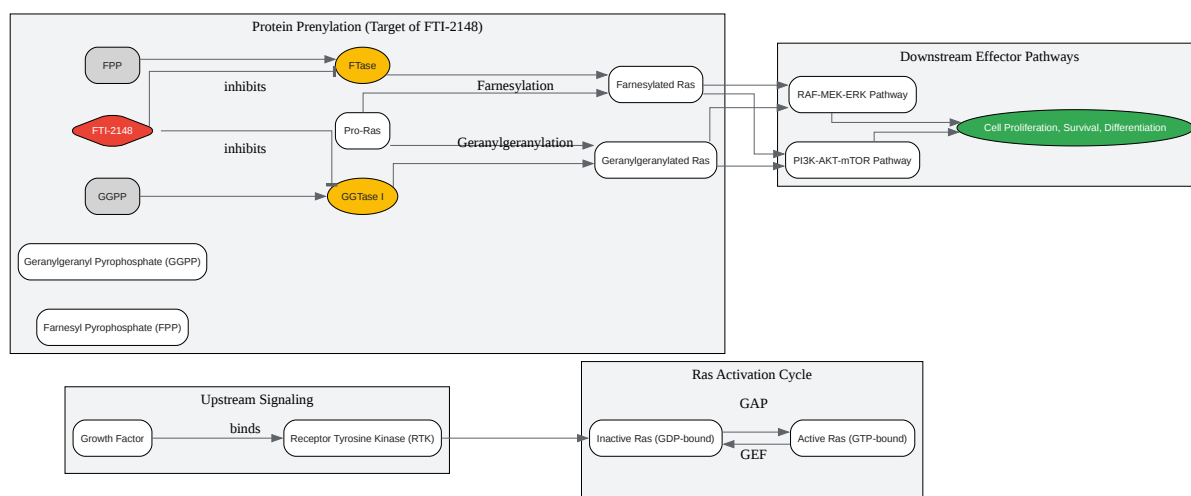 Protein Prenylation (Target of FTI-2148)
FPP
FTase
inhibits
Farnesylation
Farnesylated Ras
FTI-2148
inhibits
Pro-Ras
Geranylgeranylation
Geranylgeranylated Ras
GGPP
GGTase I
Geranylgeranyl Pyrophosphate (GGPP)
Farnesyl Pyrophosphate (FPP)
Downstream Effector Pathways
RAF-MEK-ERK Pathway
Cell Proliferation, Survival, Differentiation
PI3K-AKT-mTOR Pathway
Upstream Signaling
Growth Factor
binds
Receptor Tyrosine Kinase (RTK)
Ras Activation Cycle
GAP
Inactive Ras (GDP-bound)
Active Ras (GTP-bound)
GEF